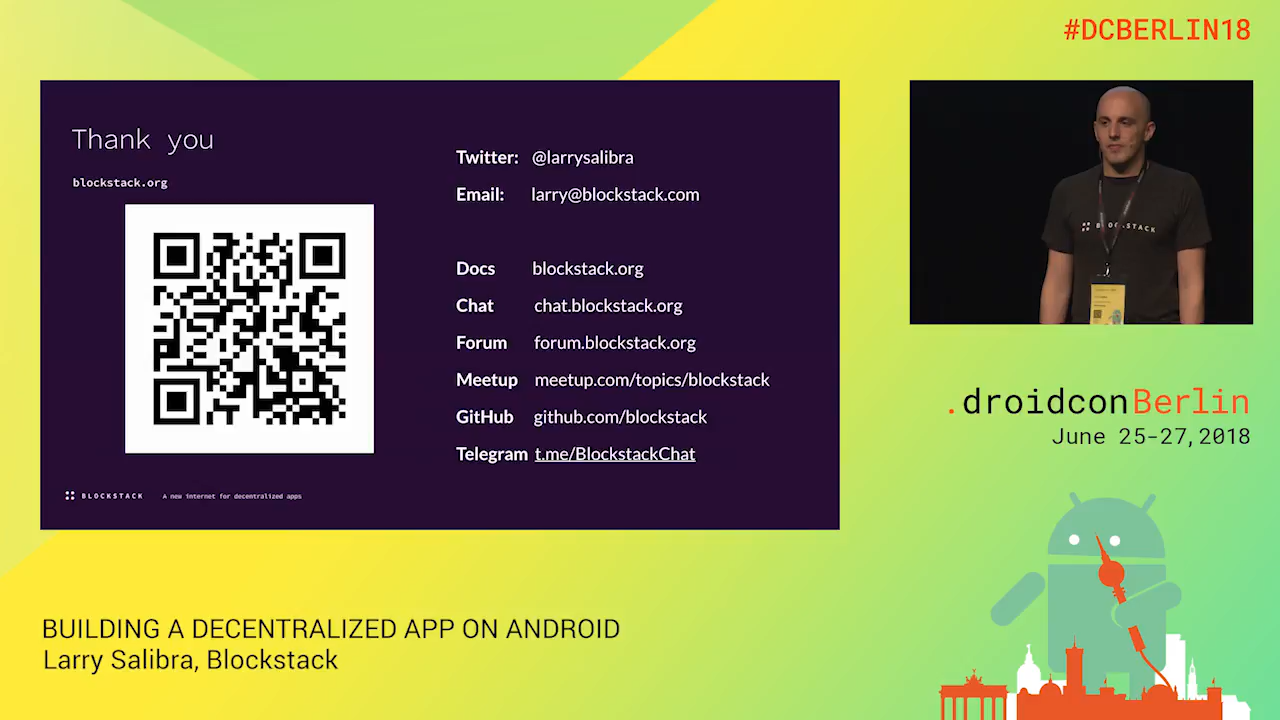 #DCBERLIN18
Thank you
blockstack.org
Twitter: @larrysalibra
Email: larry@blockstack.com
Docs blockstack.org
Chat chat.blockstack.org
Forum forum.blockstack.org
Meetup meetup.com/topics/blockstack
GitHub github.com/blockstack
Telegram t.me/BlockstackChat
BLOCKSTACK A new internet for decentralized apps
BLOCKSTACK
.droidconBerlin
June 25-27,2018
BUILDING A DECENTRALIZED APP ON ANDROID
Larry Salibra, Blockstack